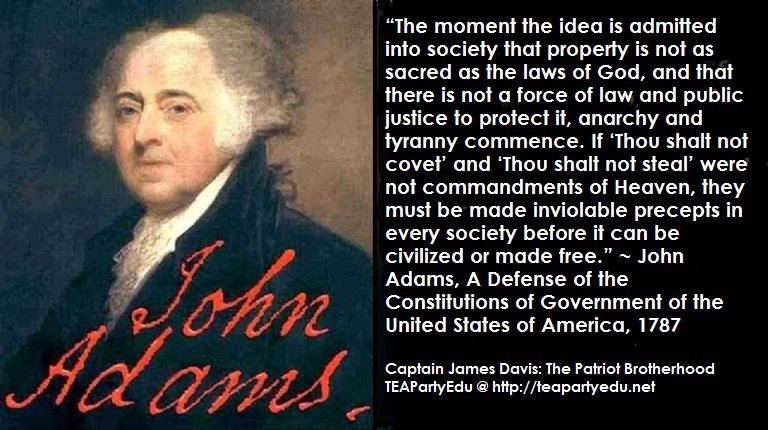 John
Adams.
“The moment the idea is admitted
into society that property is not as
sacred as the laws of God, and that
there is not a force of law and public
justice to protect it, anarchy and
tyranny commence. If ‘Thou shalt not
covet’ and ‘Thou shalt not steal’ were
not commandments of Heaven, they
must be made inviolable precepts in
every society before it can be
civilized or made free.” ~ John
Adams, A Defense of the
Constitutions of Government of the
United States of America, 1787
Captain James Davis: The Patriot Brotherhood
TEAPartyEdu @ http://teapartyedu.net